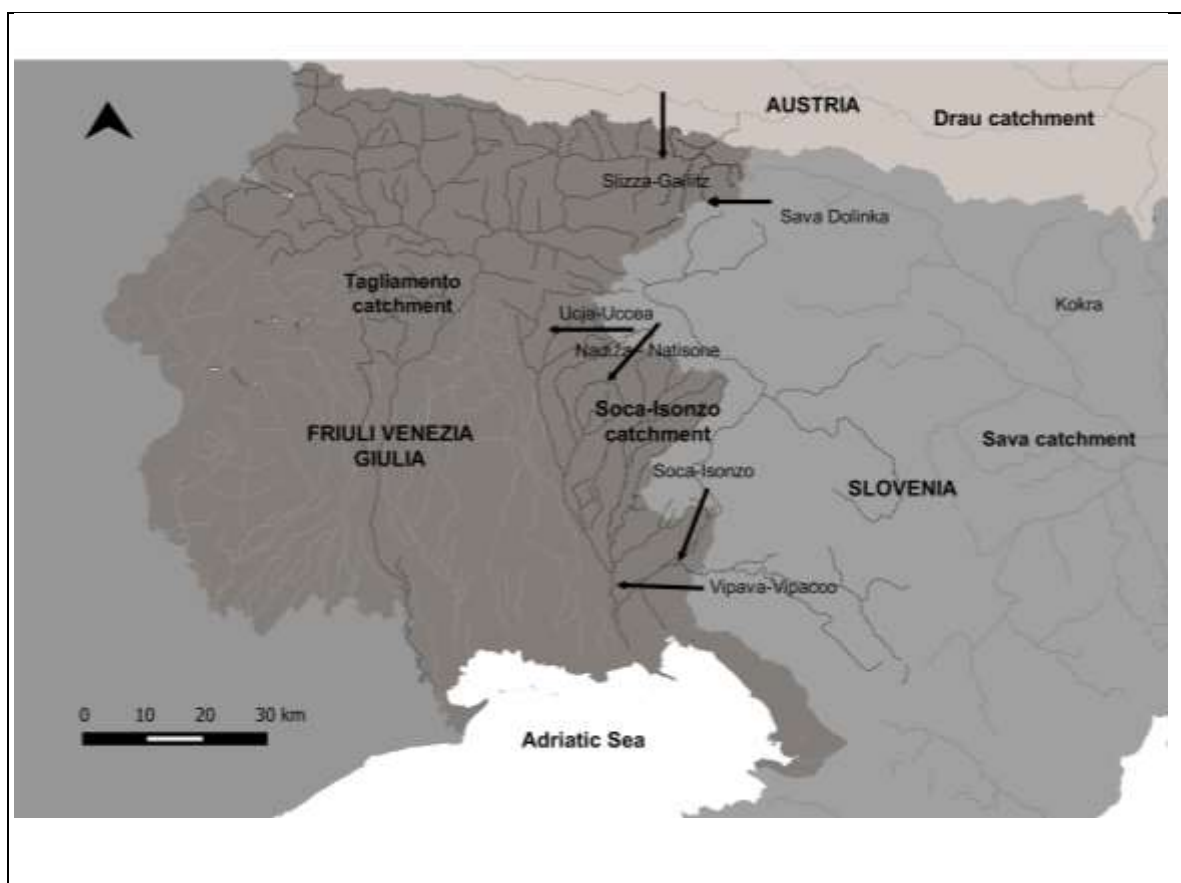 AUSTRIA
Drau catchment
Slizza-Gailitz
Sava Dolinka
Tagliamento
catchment
Kokra
Ucja-Uccea
Nadiža - Natisone
Soca-Isonzo
catchment
FRIULI VENEZIA
GIULIA
Sava catchment
Soca-Isonzo
SLOVENIA
Vipava-Vipacco
0 10 20 30 km
Adriatic Sea